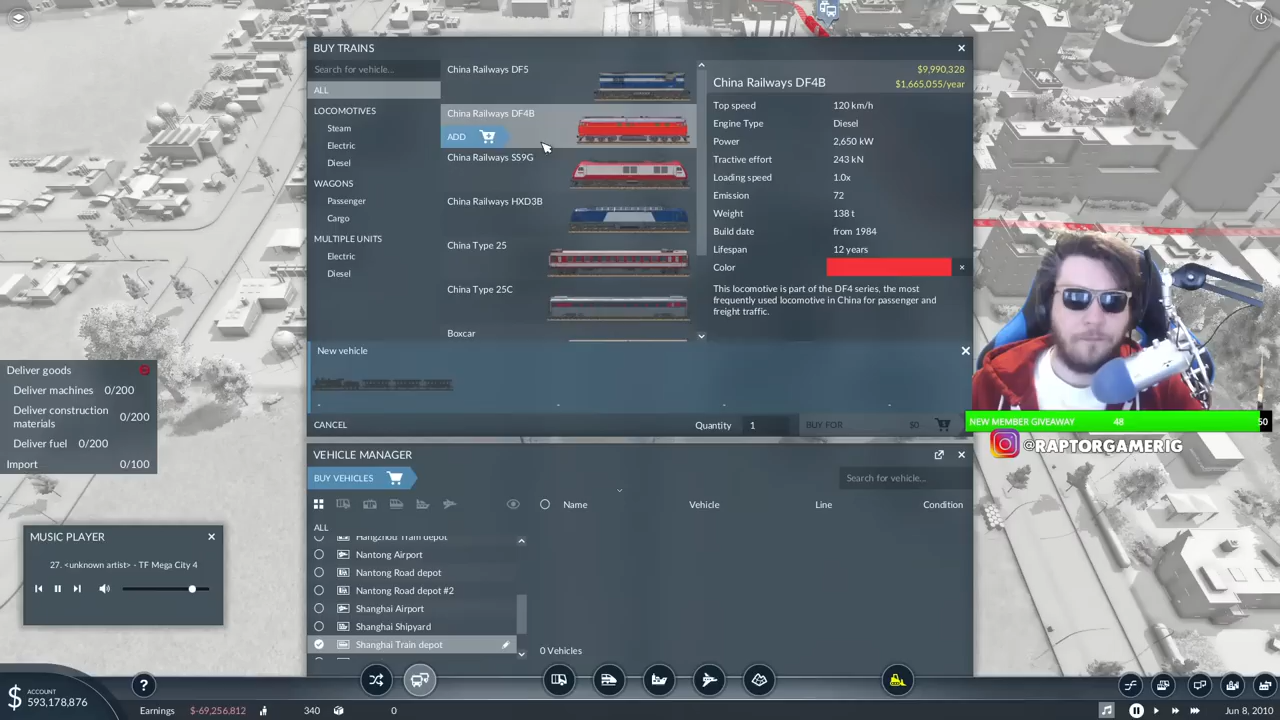 BUY TRAINS
Search for vehicle...
ALL
LOCOMOTIVES
Steam
Electric
Diesel
WAGONS
Passenger
Cargo
MULTIPLE UNITS
Electric
Diesel
China Railways DF5
China Railways DF4B
ADD
China Railways SS9G
China Railways HXD3B
China Type 25
China Type 25C
Boxcar
$9,990,328
China Railways DF4B
$1,665,055/year
Top speed 120 km/h
Engine Type Diesel
Power 2,650 kW
Tractive effort 243 kN
Loading speed 1.0x
Emission 72
Weight 138 t
Build date from 1984
Lifespan 12 years
Color
This locomotive is part of the DF4 series, the most
frequently used locomotive in China for passenger and
freight traffic.
New vehicle
- - - -
CANCEL Quantity 1 BUY FOR $0
Deliver goods
Deliver machines 0/200
Deliver construction
materials 0/200
Deliver fuel 0/200
Import 0/100
NEW MEMBER GIVEAWAY 48 50
@RAPTORGAMERIG
VEHICLE MANAGER
BUY VEHICLES
Search for vehicle...
Name Vehicle Line Condition
ALL
Hangzhou Train depot
Nantong Airport
Nantong Road depot
Nantong Road depot #2
Shanghai Airport
Shanghai Shipyard
Shanghai Train depot
0 Vehicles
MUSIC PLAYER
27. <unknown artist> - TF Mega City 4
$ ACCOUNT
593,178,876
?
Earnings $-69,256,812 340 0
Jun 8, 2010